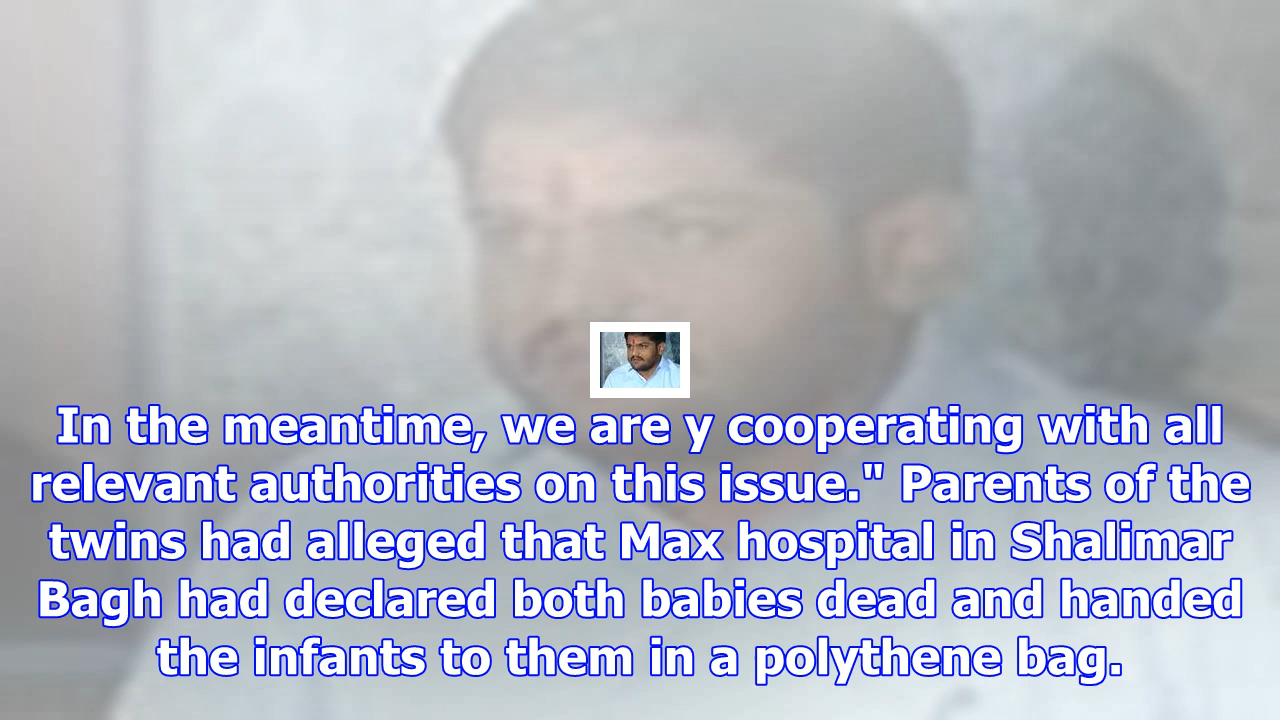 In the meantime, we are y cooperating with all
relevant authorities on this issue." Parents of the
twins had alleged that Max hospital in Shalimar
Bagh had declared both babies dead and handed
the infants to them in a polythene bag.